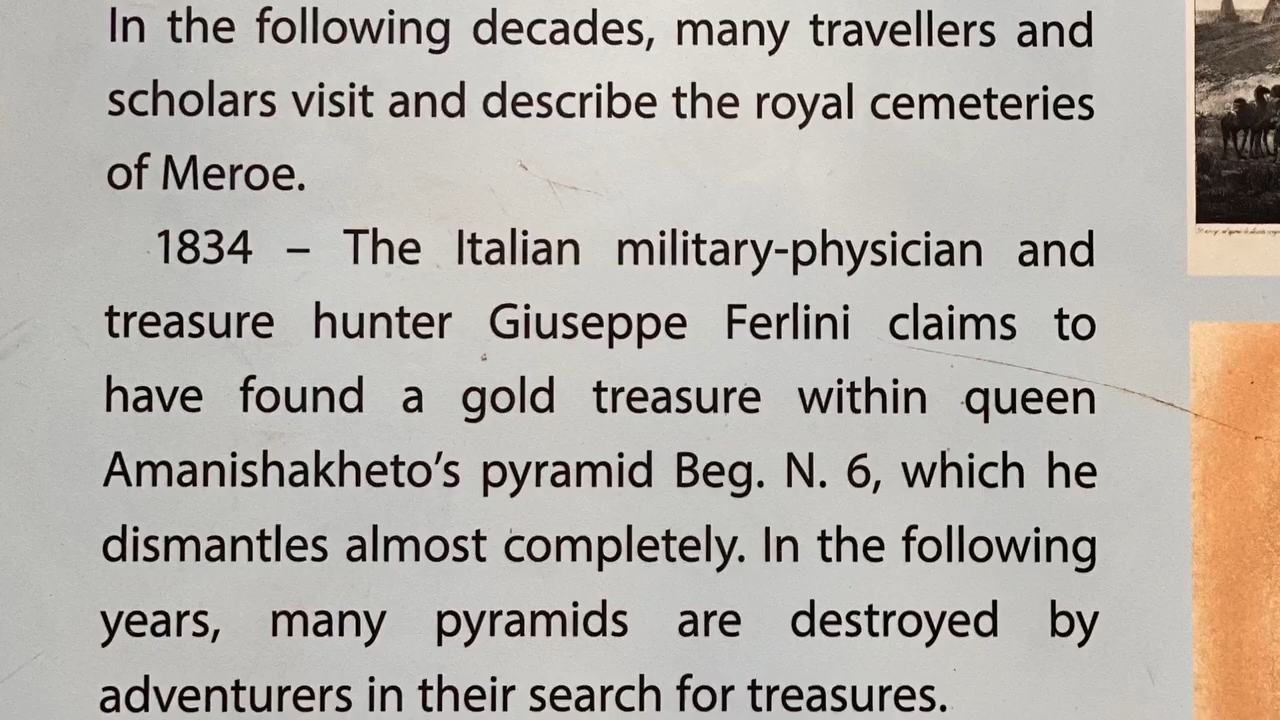 In the following decades, many travellers and
scholars visit and describe the royal cemeteries
of Meroe.
1834 – The Italian military-physician and
treasure hunter Giuseppe Ferlini claims to
have found a gold treasure within queen
Amanishakheto's pyramid Beg. N. 6, which he
dismantles almost completely. In the following
years, many pyramids are destroyed by
adventurers in their search for treasures.